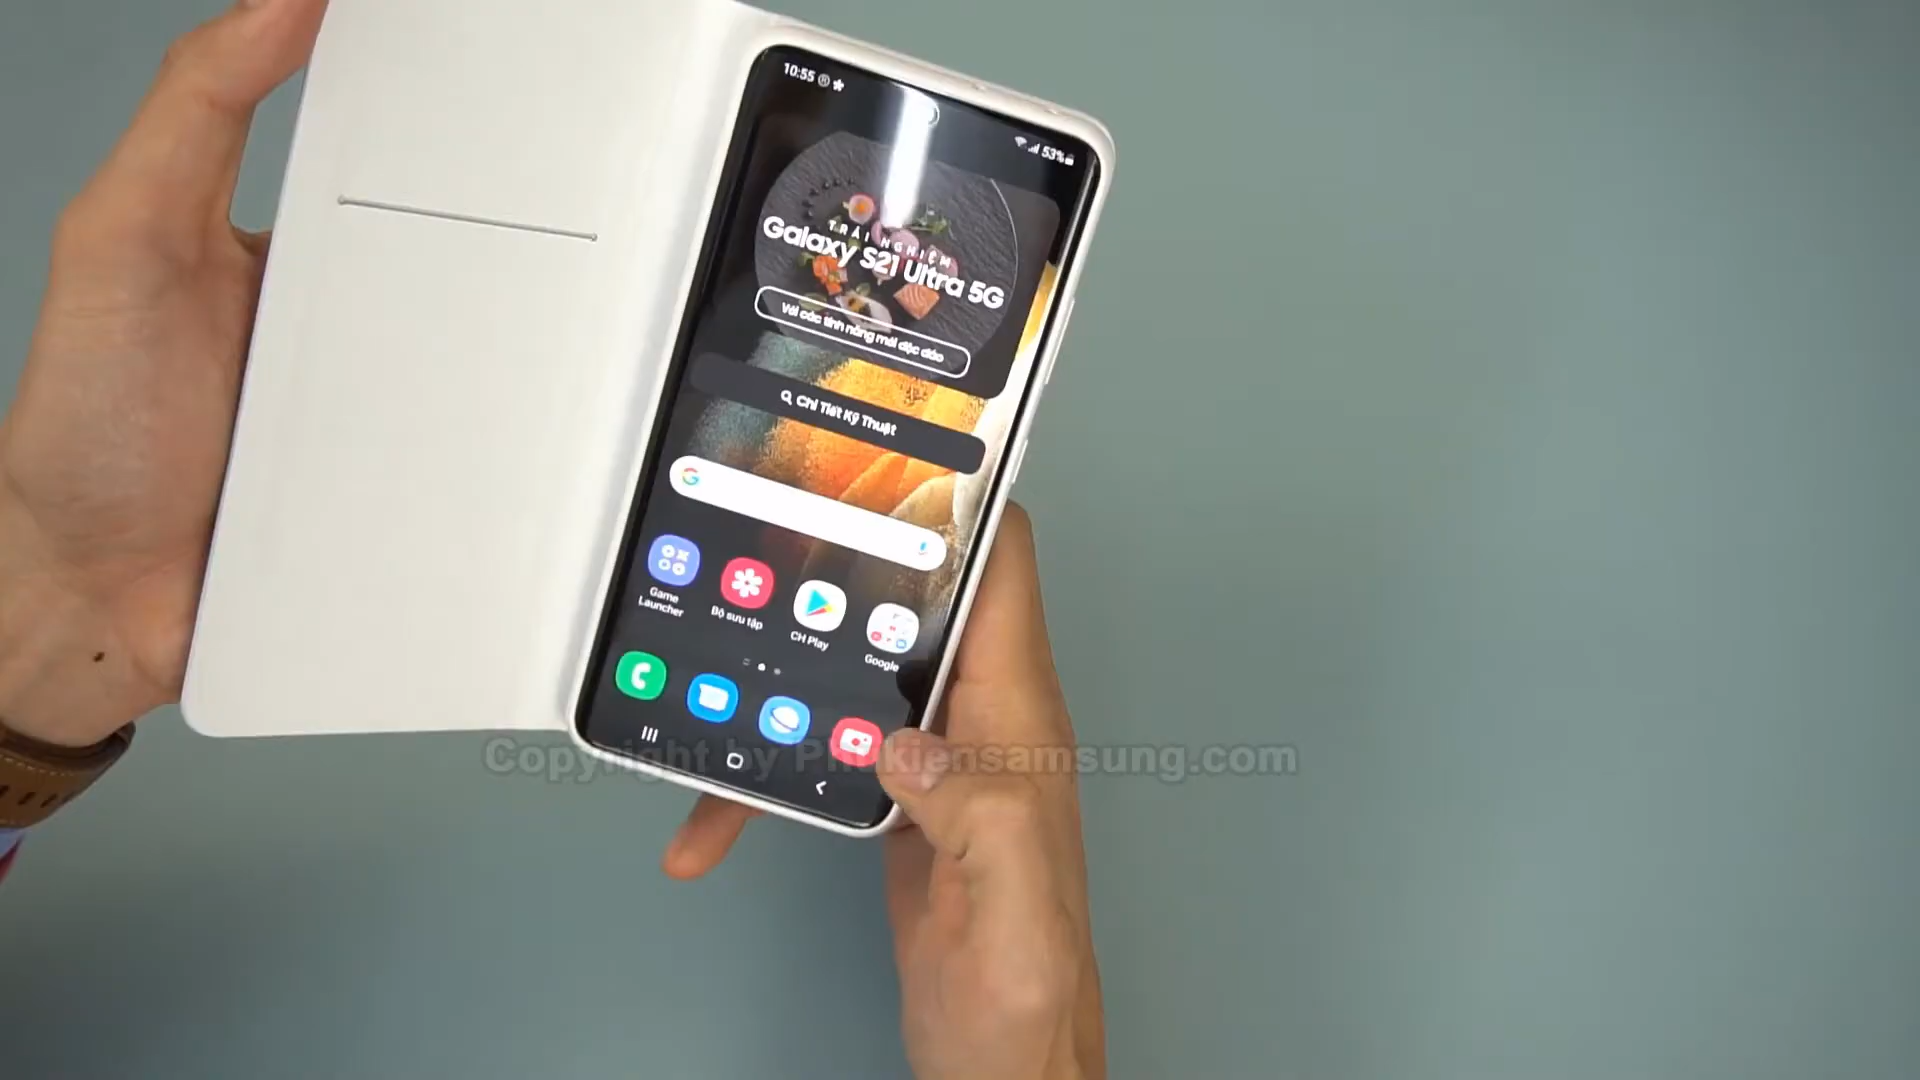 10:55
53%
TRẢI NGHIỆM
Galaxy S21 Ultra 5G
Với các tính năng mới độc đáo
Chi Tiết Kỹ Thuật
Game Launcher
Bộ sưu tập
CH Play
Google
Copyright by Phukiensamsung.com